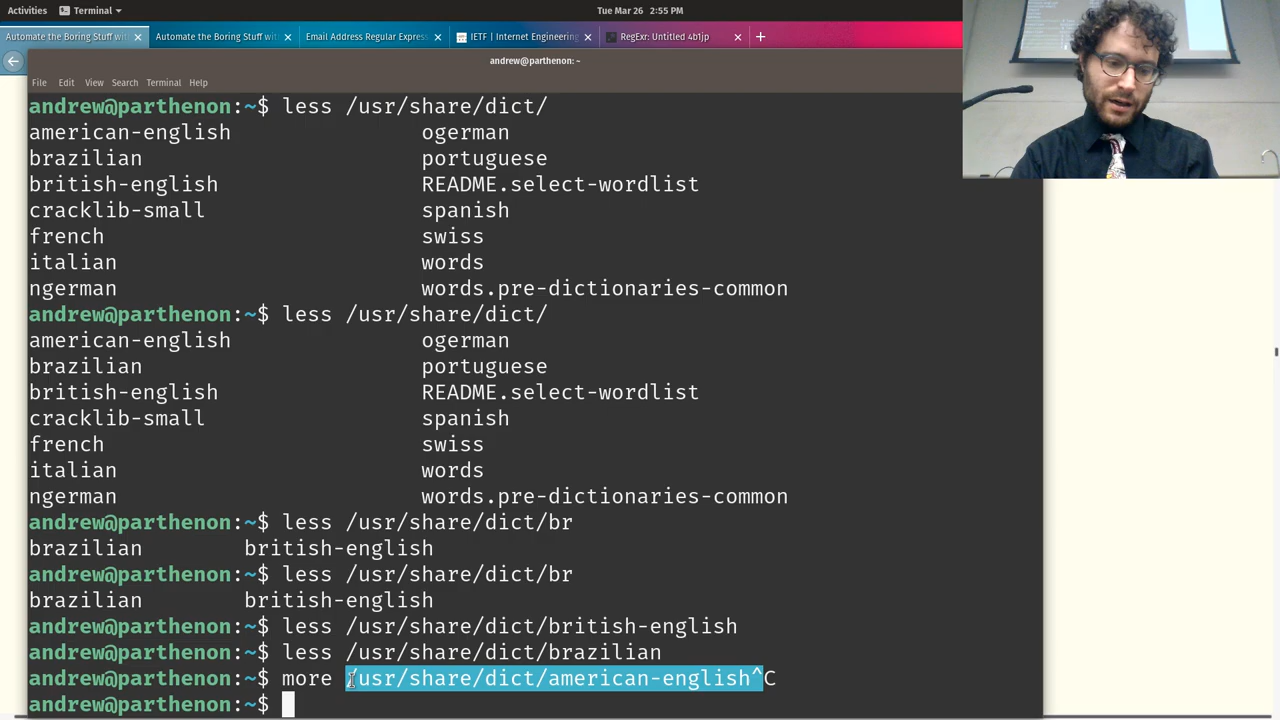 Activities Terminal Tue Mar 26 2:55 PM
Automate the Boring Stuff wit Automate the Boring Stuff wit Email Address Regular Expres IETF | Internet Engineering RegExr: Untitled 4b1jp
andrew@parthenon: ~
File Edit View Search Terminal Help
andrew@parthenon:~$ less /usr/share/dict/
american-english ogerman
brazilian portuguese
british-english README.select-wordlist
cracklib-small spanish
french swiss
italian words
ngerman words.pre-dictionaries-common
andrew@parthenon:~$ less /usr/share/dict/
american-english ogerman
brazilian portuguese
british-english README.select-wordlist
cracklib-small spanish
french swiss
italian words
ngerman words.pre-dictionaries-common
andrew@parthenon:~$ less /usr/share/dict/br
brazilian british-english
andrew@parthenon:~$ less /usr/share/dict/br
brazilian british-english
andrew@parthenon:~$ less /usr/share/dict/british-english
andrew@parthenon:~$ less /usr/share/dict/brazilian
andrew@parthenon:~$ more /usr/share/dict/american-english^C
andrew@parthenon:~$